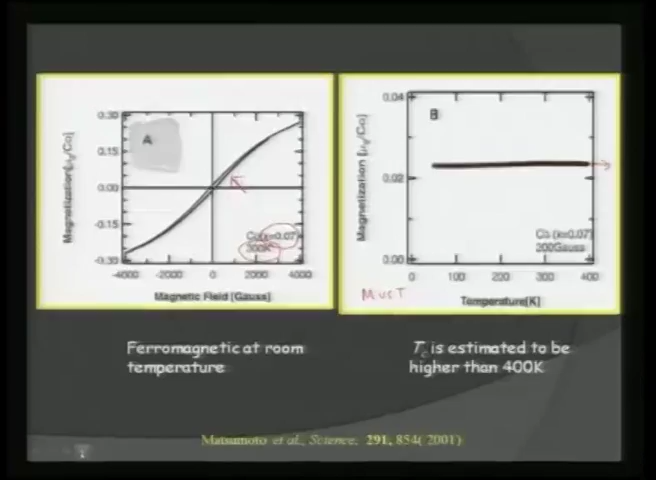 0.30
0.15
0.00
-0.15
-0.30
Magnetization[μB/Co]
A
Co(x=0.07)
300K
-4000 -2000 0 2000 4000
Magnetic Field [Gauss]
0.04
0.02
0.00
Magnetization [μB/Co]
B
Co (x=0.07)
200Gauss
0 100 200 300 400
Temperature[K]
M vs T
Ferromagnetic at room
temperature
Tc is estimated to be
higher than 400K
Matsumoto et al., Science, 291, 854( 2001)